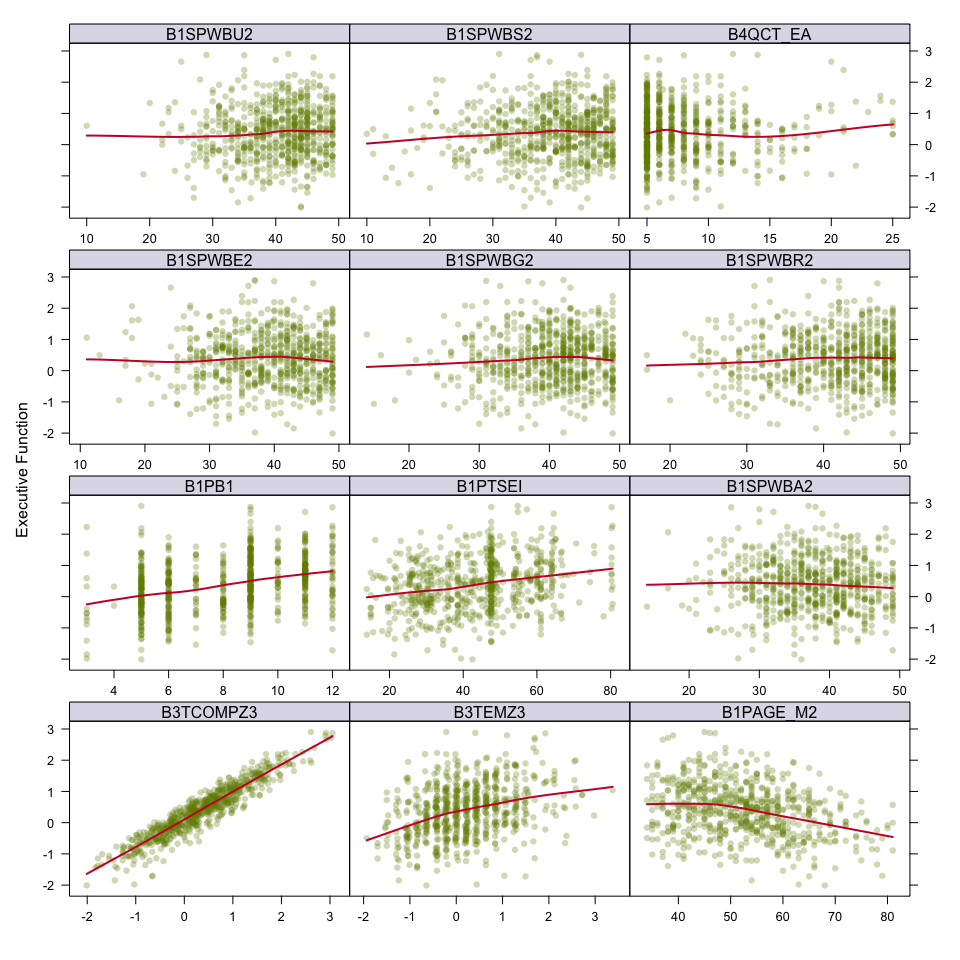 B1SPWBU2 B1SPWBS2 B4QCT_EA
3
2
1
0
-1
-2
10 20 30 40 50 10 20 30 40 50 5 10 15 20 25
B1SPWBE2 B1SPWBG2 B1SPWBR2
3
2
1
0
-1
-2
10 20 30 40 50 20 30 40 50 20 30 40 50
Executive Function
B1PB1 B1PTSEI B1SPWBA2
3
2
1
0
-1
-2
4 6 8 10 12 20 40 60 80 20 30 40 50
B3TCOMPZ3 B3TEMZ3 B1PAGE_M2
3
2
1
0
-1
-2
-2 -1 0 1 2 3 -2 -1 0 1 2 3 40 50 60 70 80